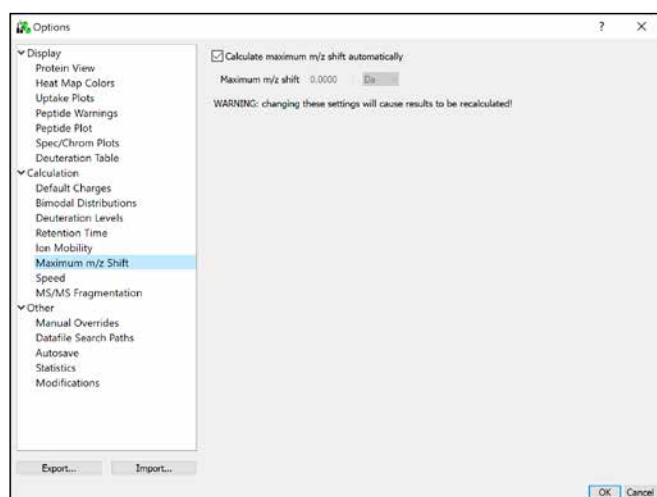 Options
Display
Protein View
Heat Map Colors
Uptake Plots
Peptide Warnings
Peptide Plot
Spec/Chrom Plots
Deuteration Table
Calculation
Default Charges
Bimodal Distributions
Deuteration Levels
Retention Time
Ion Mobility
Maximum m/z Shift
Speed
MS/MS Fragmentation
Other
Manual Overrides
Datafile Search Paths
Autosave
Statistics
Modifications
Export... Import...
Calculate maximum m/z shift automatically
Maximum m/z shift 0.0000 Da
WARNING: changing these settings will cause results to be recalculated!
OK Cancel